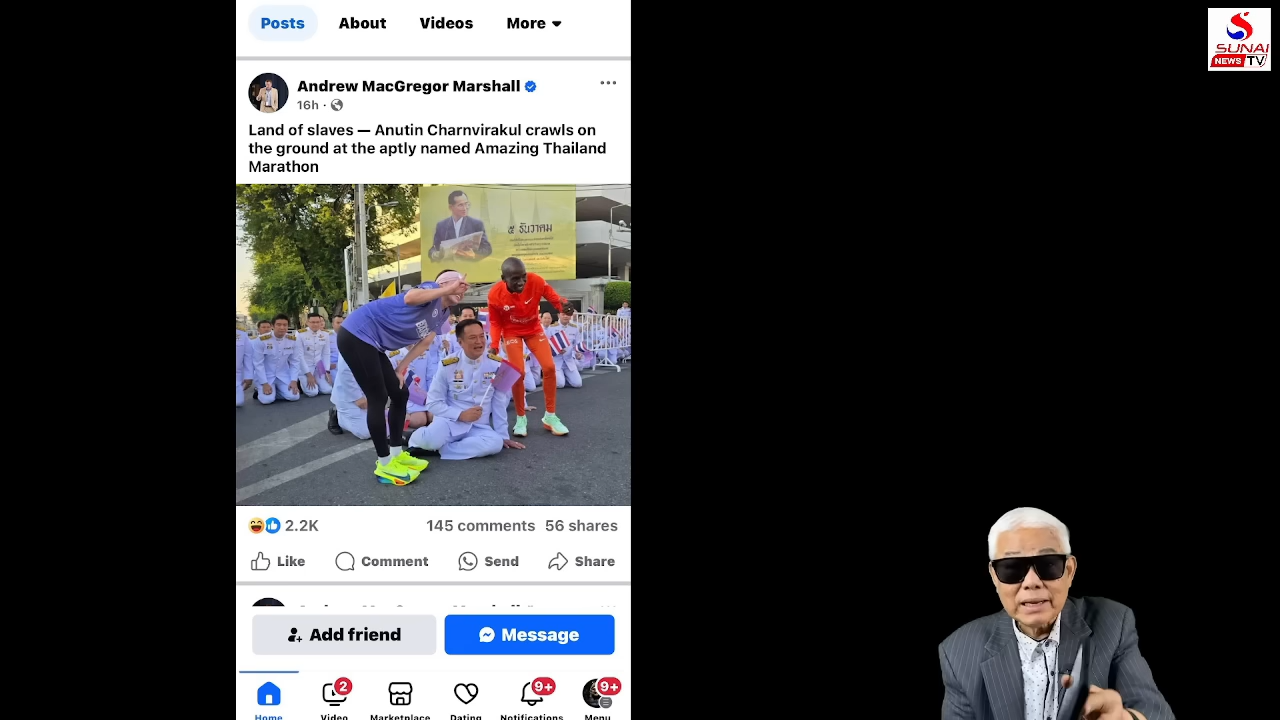 Posts About Videos More
SUNAI
NEWS TV
Andrew MacGregor Marshall
16h ·
Land of slaves — Anutin Charnvirakul crawls on
the ground at the aptly named Amazing Thailand
Marathon
๕ ธันวาคม
2.2K 145 comments 56 shares
Like Comment Send Share
Add friend Message
2 9+ 9+
Home Video Marketplace Dating Notifications Menu